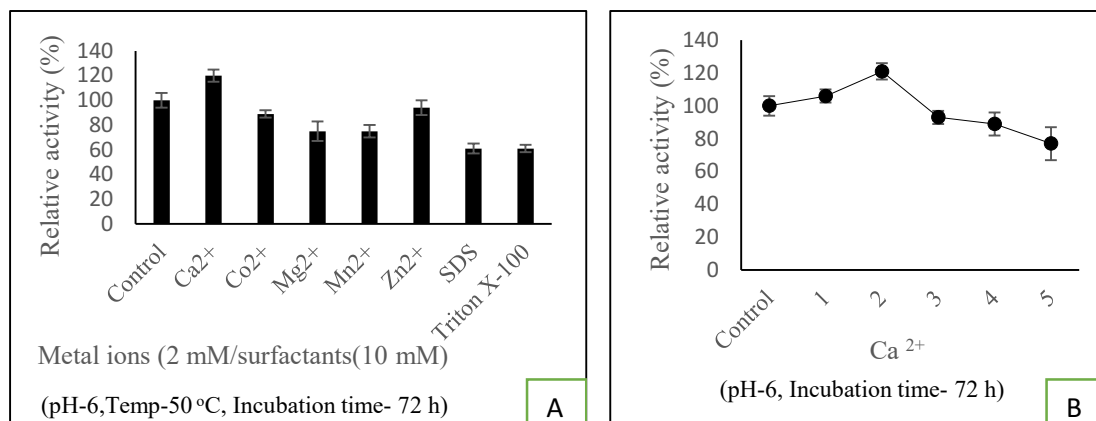 140
120
100
80
60
40
20
0
Relative activity (%)
Control
Ca2+
Co2+
Mg2+
Mn2+
Zn2+
SDS
Triton X-100
Metal ions (2 mM/surfactants(10 mM)
(pH-6,Temp-50 °C, Incubation time- 72 h)
A
140
120
100
80
60
40
20
0
Relative activity (%)
Control
1
2
3
4
5
Ca 2+
(pH-6, Incubation time- 72 h)
B